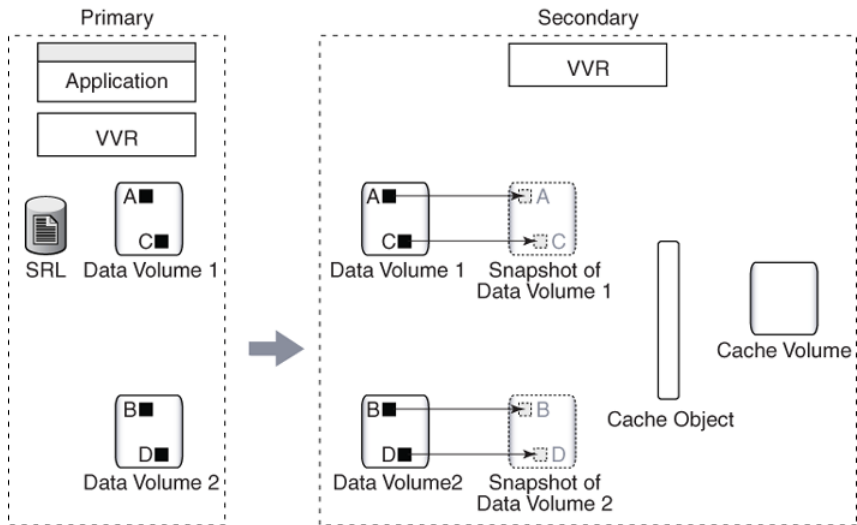 Primary
Secondary
Application
VVR
VVR
A
C
SRL
Data Volume 1
A
C
Data Volume 1
A
C
Snapshot of
Data Volume 1
Cache Object
Cache Volume
B
D
Data Volume 2
B
D
Data Volume2
B
D
Snapshot of
Data Volume 2